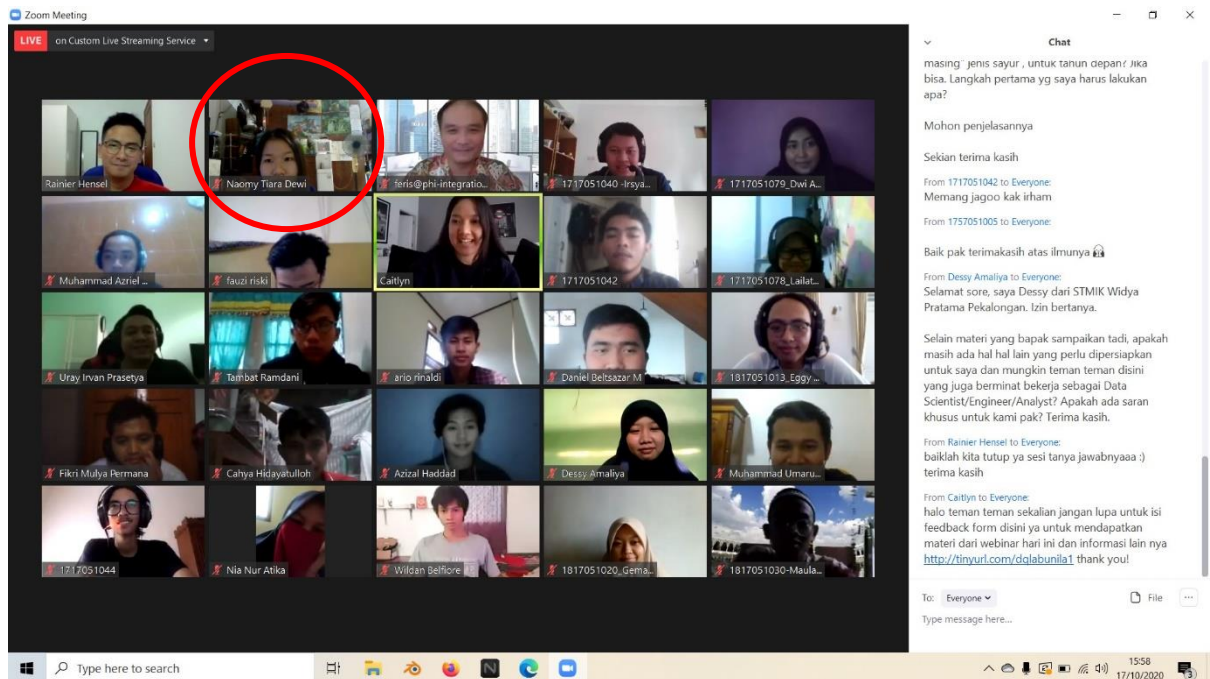 Zoom Meeting
LIVE on Custom Live Streaming Service
Rainier Hensel
Naomy Tiara Dewi
feris@phi-integratio...
1717051040 -Irsya...
1717051079_Dwi A...
Muhammad Azriel ...
fauzi riski
Caitlyn
1717051042
1717051078_Lailat...
Uray Irvan Prasetya
Tambat Ramdani
ario rinaldi
Daniel Beltsazar M
1817051013_Eggy ...
Fikri Mulya Permana
Cahya Hidayatulloh
Azizal Haddad
Dessy Amaliya
Muhammad Umaru...
1717051044
Nia Nur Atika
Wildan Belfiore
1817051020_Gema...
1817051030-Maula...
Chat
masing" jenis sayur , untuk tahun depan? Jika
bisa. Langkah pertama yg saya harus lakukan
apa?
Mohon penjelasannya
Sekian terima kasih
From 1717051042 to Everyone:
Memang jagoo kak irham
From 1757051005 to Everyone:
Baik pak terimakasih atas ilmunya
From Dessy Amaliya to Everyone:
Selamat sore, saya Dessy dari STMIK Widya
Pratama Pekalongan. Izin bertanya.
Selain materi yang bapak sampaikan tadi, apakah
masih ada hal hal lain yang perlu dipersiapkan
untuk saya dan mungkin teman teman disini
yang juga berminat bekerja sebagai Data
Scientist/Engineer/Analyst? Apakah ada saran
khusus untuk kami pak? Terima kasih.
From Rainier Hensel to Everyone:
baiklah kita tutup ya sesi tanya jawabnyaaa :)
terima kasih
From Caitlyn to Everyone:
halo teman teman sekalian jangan lupa untuk isi
feedback form disini ya untuk mendapatkan
materi dari webinar hari ini dan informasi lain nya
http://tinyurl.com/dqlabunila1 thank you!
To: Everyone File ...
Type message here...
Type here to search
15:58
17/10/2020